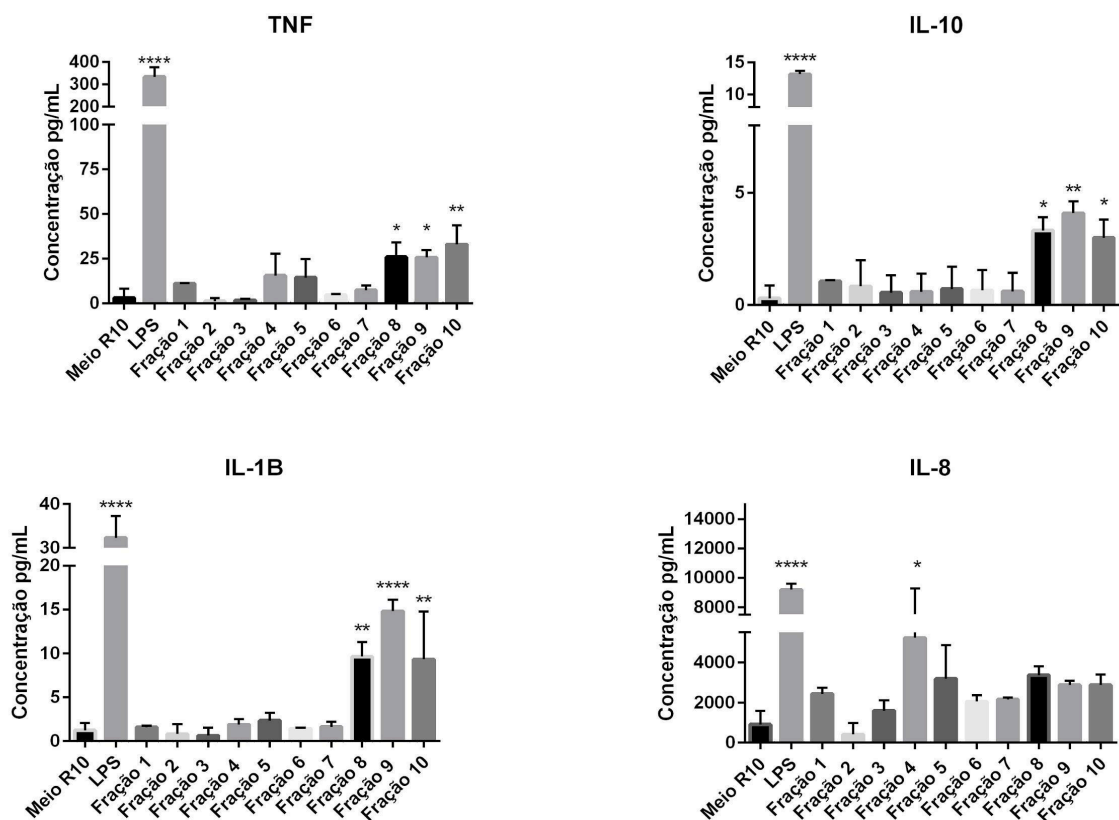 TNF
Concentração pg/mL
400
300
200
100
75
50
25
0
****
*
*
**
Meio R10
LPS
Fração 1
Fração 2
Fração 3
Fração 4
Fração 5
Fração 6
Fração 7
Fração 8
Fração 9
Fração 10
IL-10
Concentração pg/mL
15
10
5
0
****
*
**
*
Meio R10
LPS
Fração 1
Fração 2
Fração 3
Fração 4
Fração 5
Fração 6
Fração 7
Fração 8
Fração 9
Fração 10
IL-1B
Concentração pg/mL
40
30
20
15
10
5
0
****
**
****
**
Meio R10
LPS
Fração 1
Fração 2
Fração 3
Fração 4
Fração 5
Fração 6
Fração 7
Fração 8
Fração 9
Fração 10
IL-8
Concentração pg/mL
14000
12000
10000
8000
4000
2000
0
****
*
Meio R10
LPS
Fração 1
Fração 2
Fração 3
Fração 4
Fração 5
Fração 6
Fração 7
Fração 8
Fração 9
Fração 10